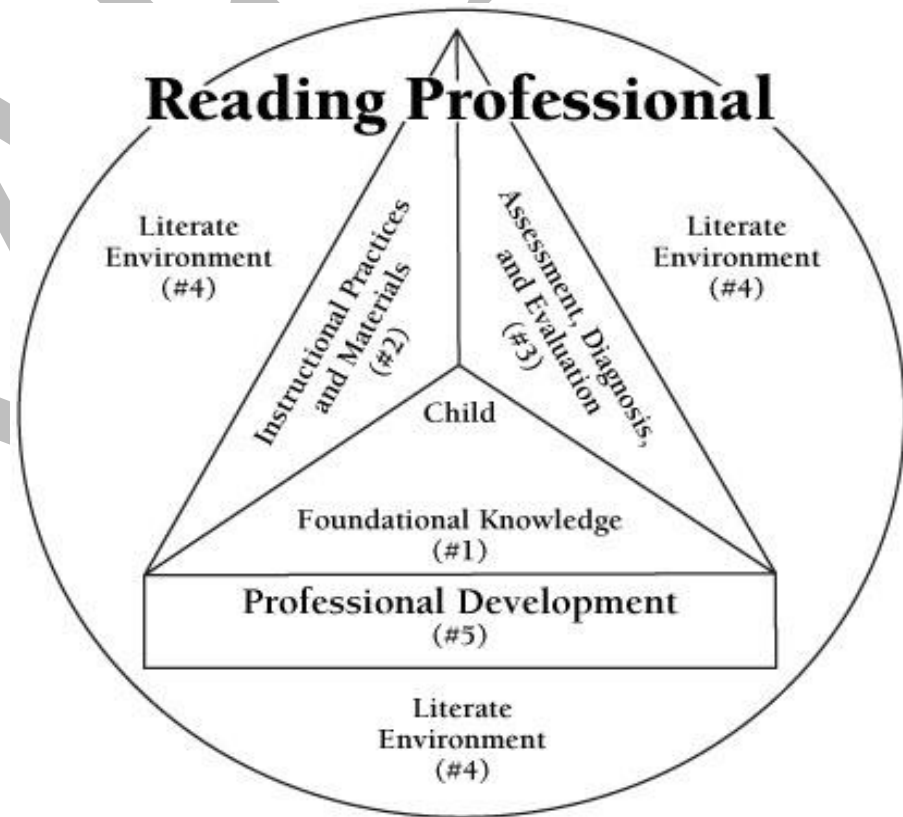 Reading Professional
Literate
Environment
(#4)
Instructional Practices
and Materials
(#2)
Assessment, Diagnosis,
and Evaluation
(#3)
Literate
Environment
(#4)
Child
Foundational Knowledge
(#1)
Professional Development
(#5)
Literate
Environment
(#4)